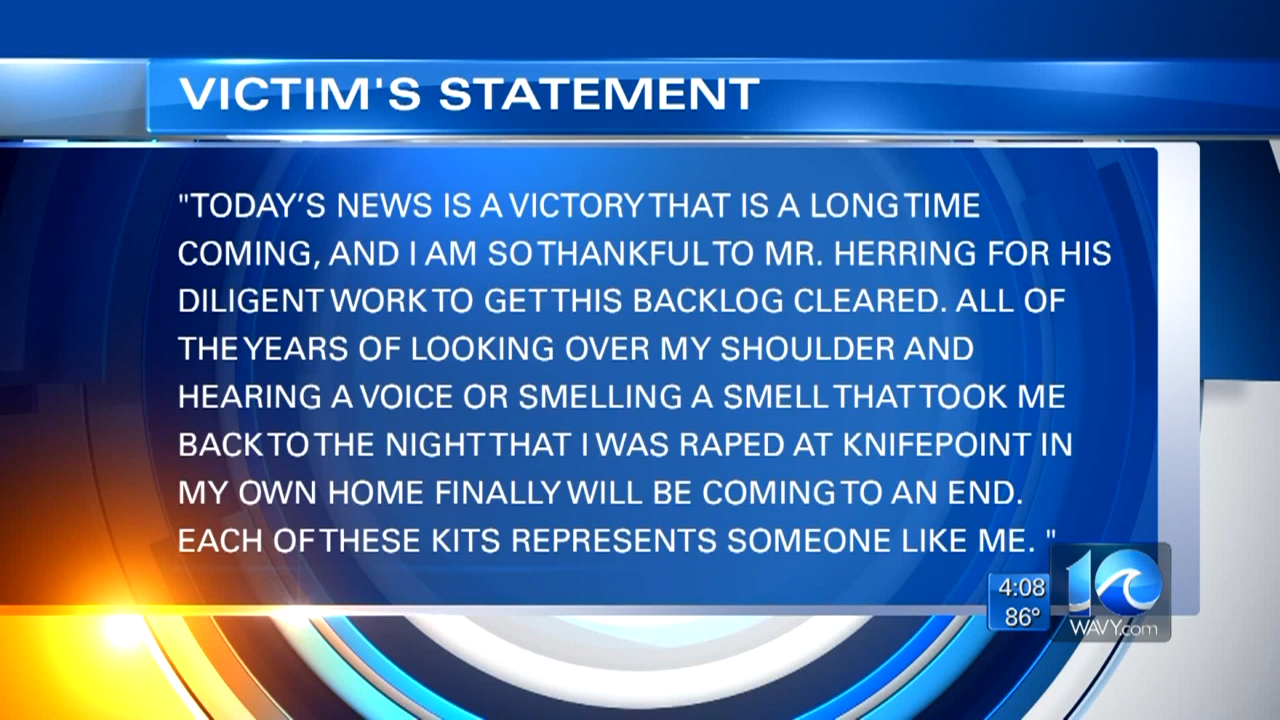 VICTIM'S STATEMENT
"TODAY’S NEWS IS A VICTORY THAT IS A LONG TIME
COMING, AND I AM SO THANKFUL TO MR. HERRING FOR HIS
DILIGENT WORK TO GET THIS BACKLOG CLEARED. ALL OF
THE YEARS OF LOOKING OVER MY SHOULDER AND
HEARING A VOICE OR SMELLING A SMELL THAT TOOK ME
BACK TO THE NIGHT THAT I WAS RAPED AT KNIFEPOINT IN
MY OWN HOME FINALLY WILL BE COMING TO AN END.
EACH OF THESE KITS REPRESENTS SOMEONE LIKE ME. "
4:08
86°
10
WAVY.com